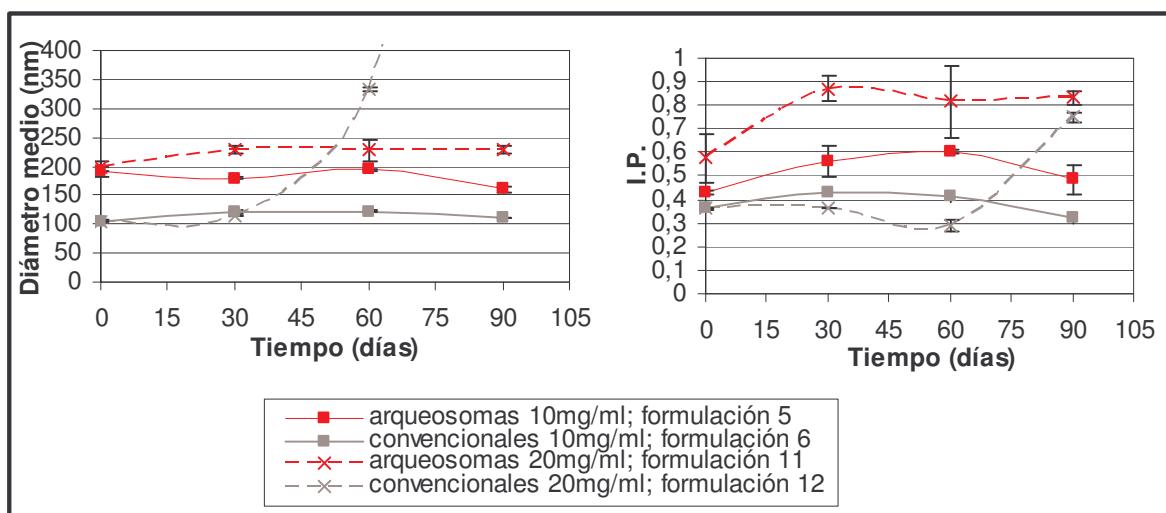 Diámetro medio (nm)
400
350
300
250
200
150
100
50
0
0 15 30 45 60 75 90 105
Tiempo (días)
I.P.
1
0,9
0,8
0,7
0,6
0,5
0,4
0,3
0,2
0,1
0
0 15 30 45 60 75 90 105
Tiempo (días)
arqueosomas 10mg/ml; formulación 5
convencionales 10mg/ml; formulación 6
arqueosomas 20mg/ml; formulación 11
convencionales 20mg/ml; formulación 12